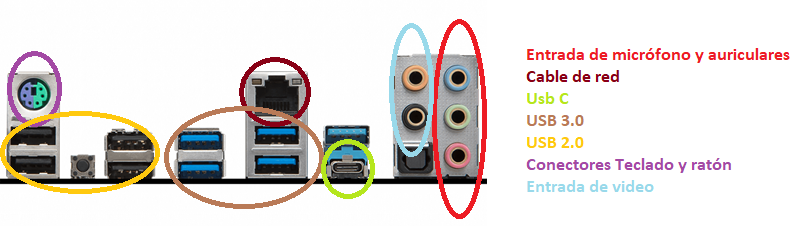 Entrada de micrófono y auriculares
Cable de red
Usb C
USB 3.0
USB 2.0
Conectores Teclado y ratón
Entrada de video